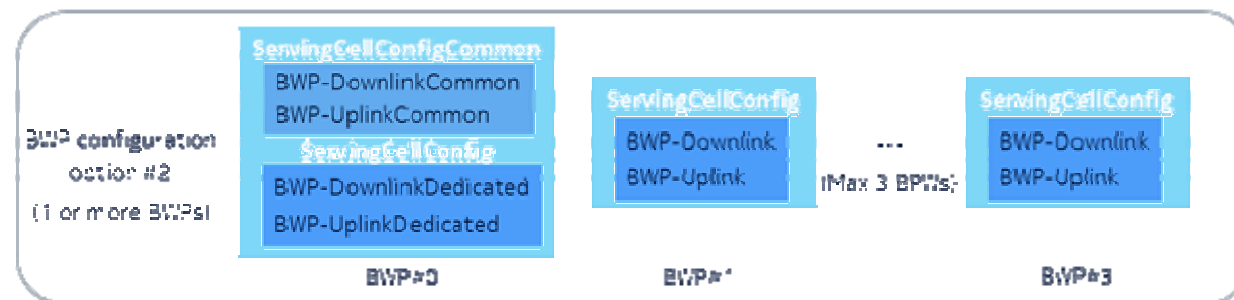 BWP configuration
option #2
(1 or more BWPs)
ServingCellConfigCommon
BWP-DownlinkCommon
BWP-UplinkCommon
ServingCellConfig
BWP-DownlinkDedicated
BWP-UplinkDedicated
BWP#0
ServingCellConfig
BWP-Downlink
BWP-Uplink
BWP#1
...
(Max 3 BPWs)
ServingCellConfig
BWP-Downlink
BWP-Uplink
BWP#3